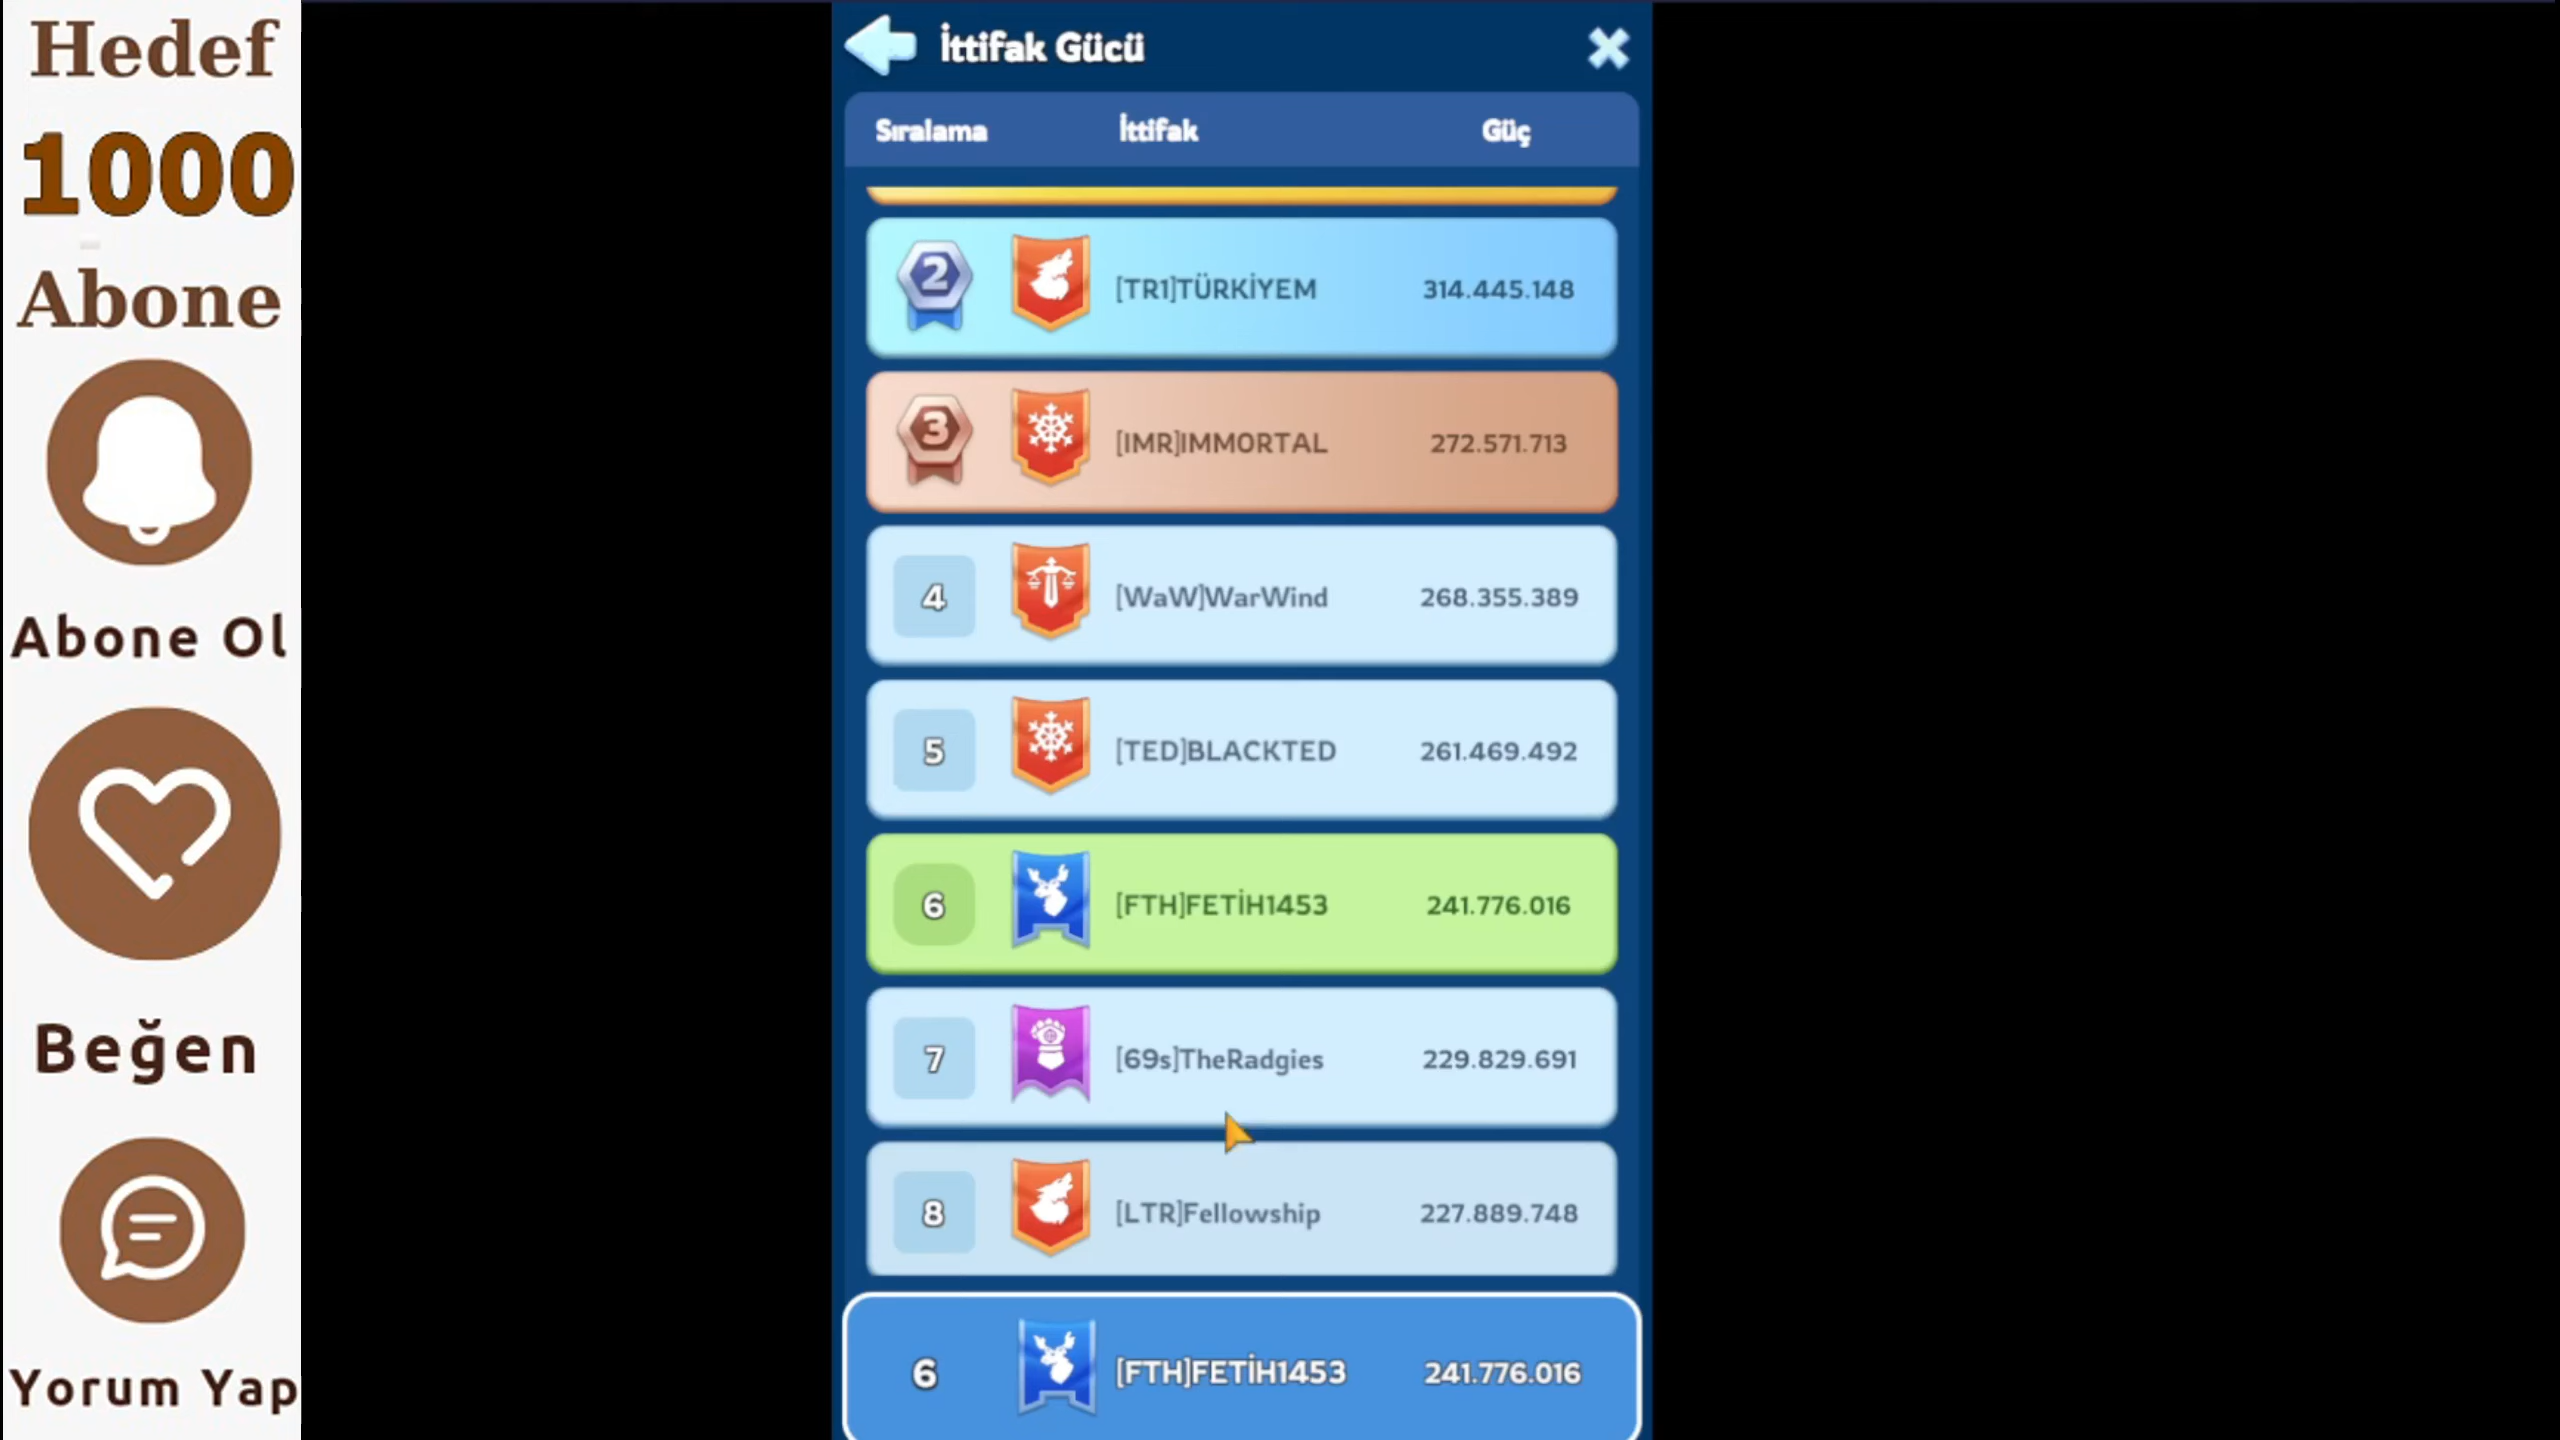 Hedef
1000
Abone
Abone Ol
Beğen
Yorum Yap
İttifak Gücü
Sıralama İttifak Güç
2 [TR1]TÜRKİYEM 314.445.148
3 [IMR]IMMORTAL 272.571.713
4 [WaW]WarWind 268.355.389
5 [TED]BLACKTED 261.469.492
6 [FTH]FETİH1453 241.776.016
7 [69s]TheRadgies 229.829.691
8 [LTR]Fellowship 227.889.748
6 [FTH]FETİH1453 241.776.016